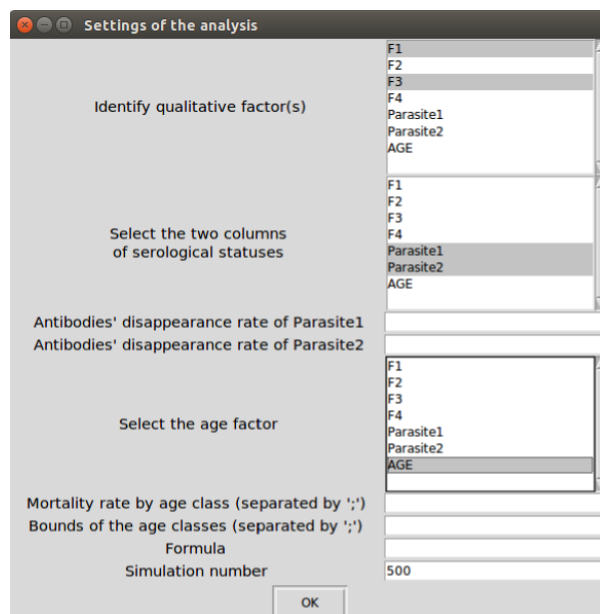 Settings of the analysis
Identify qualitative factor(s)
F1
F2
F3
F4
Parasite1
Parasite2
AGE
Select the two columns
of serological statuses
F1
F2
F3
F4
Parasite1
Parasite2
AGE
Antibodies' disappearance rate of Parasite1
Antibodies' disappearance rate of Parasite2
Select the age factor
F1
F2
F3
F4
Parasite1
Parasite2
AGE
Mortality rate by age class (separated by ';')
Bounds of the age classes (separated by ';')
Formula
Simulation number 500
OK